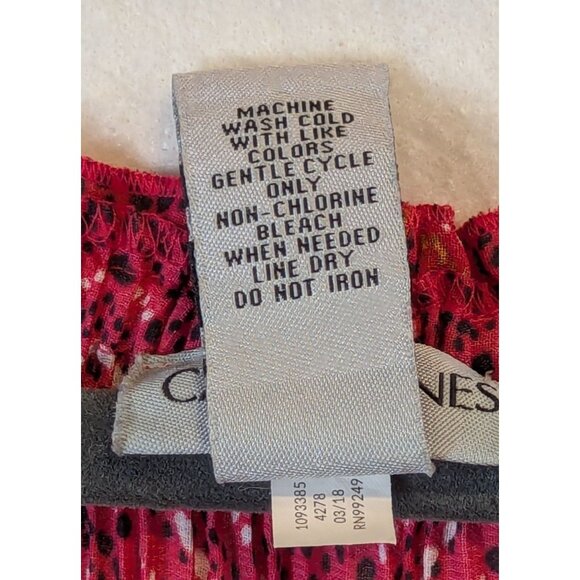 MACHINE
WASH COLD
WITH LIKE
COLORS
GENTLE CYCLE
ONLY
NON-CHLORINE
BLEACH
WHEN NEEDED
LINE DRY
DO NOT IRON
1093385
4278
03/18
RN99249